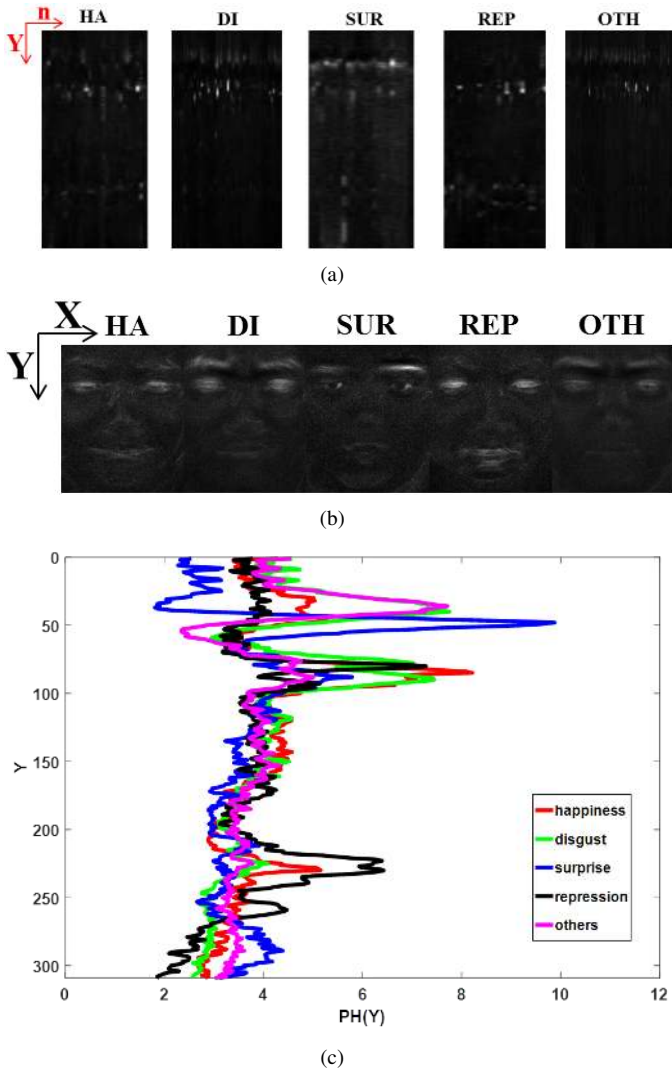 n HA DI SUR REP OTH
Y
(a)
X HA DI SUR REP OTH
Y
(b)
0
50
100
150
200
250
300
Y
happiness
disgust
surprise
repression
others
0 2 4 6 8 10 12
PH(Y)
(c)